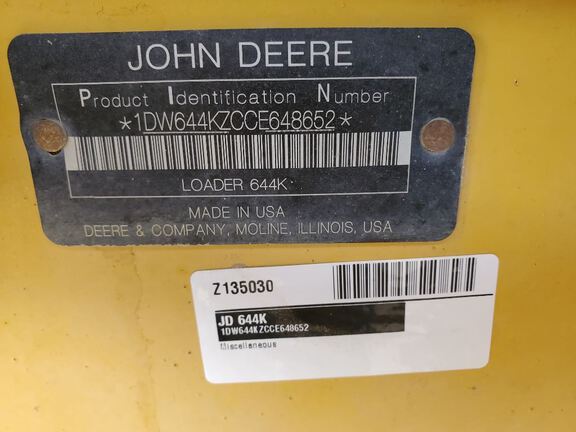 JOHN DEERE
Product Identification Number
*1DW644KZCCE648652*
LOADER 644K
MADE IN USA
DEERE & COMPANY, MOLINE, ILLINOIS, USA
Z135030
JD 644K
1DW644KZCCE648652
Miscellaneous